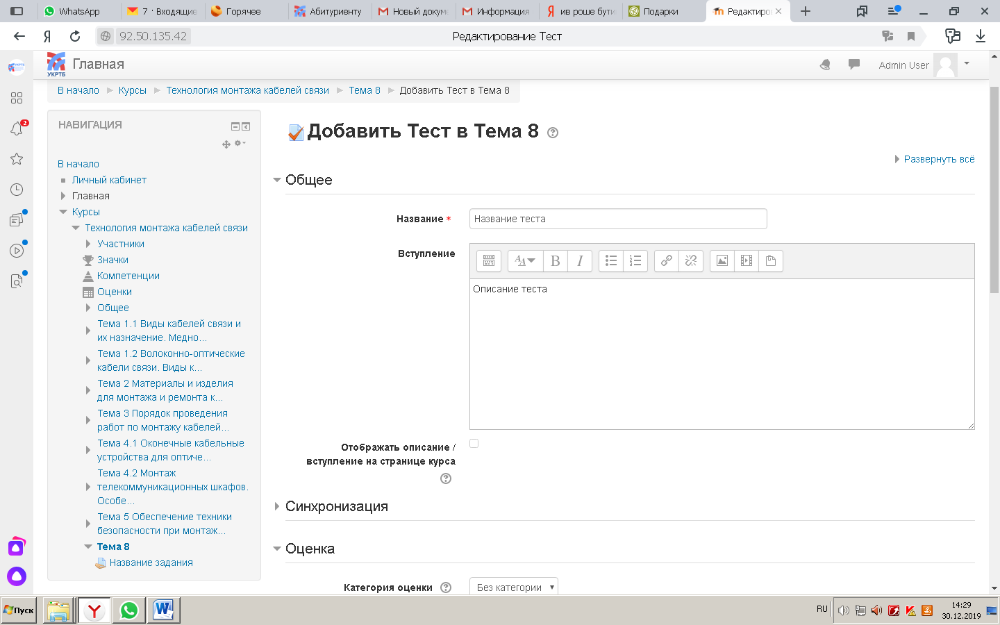 WhatsApp
7 · Входящие
Горячее
Абитуриенту
Новый докум
Информация
ив роше бути
Подарки
Редактиро
92.50.135.42
Редактирование Тест
УКРТБ
Главная
Admin User
В начало
Курсы
Технология монтажа кабелей связи
Тема 8
Добавить Тест в Тема 8
НАВИГАЦИЯ
В начало
Личный кабинет
Главная
Курсы
Технология монтажа кабелей связи
Участники
Значки
Компетенции
Оценки
Общее
Тема 1.1 Виды кабелей связи и
их назначение. Медно...
Тема 1.2 Волоконно-оптические
кабели связи. Виды к...
Тема 2 Материалы и изделия
для монтажа и ремонта к...
Тема 3 Порядок проведения
работ по монтажу кабелей...
Тема 4.1 Оконечные кабельные
устройства для оптиче...
Тема 4.2 Монтаж
телекоммуникационных шкафов.
Особе...
Тема 5 Обеспечение техники
безопасности при монтаж...
Тема 8
Название задания
Добавить Тест в Тема 8
Развернуть всё
Общее
Название *
Название теста
Вступление
Описание теста
Отображать описание /
вступление на странице курса
Синхронизация
Оценка
Категория оценки
Без категории
2
Пуск
RU
14:29
30.12.2019